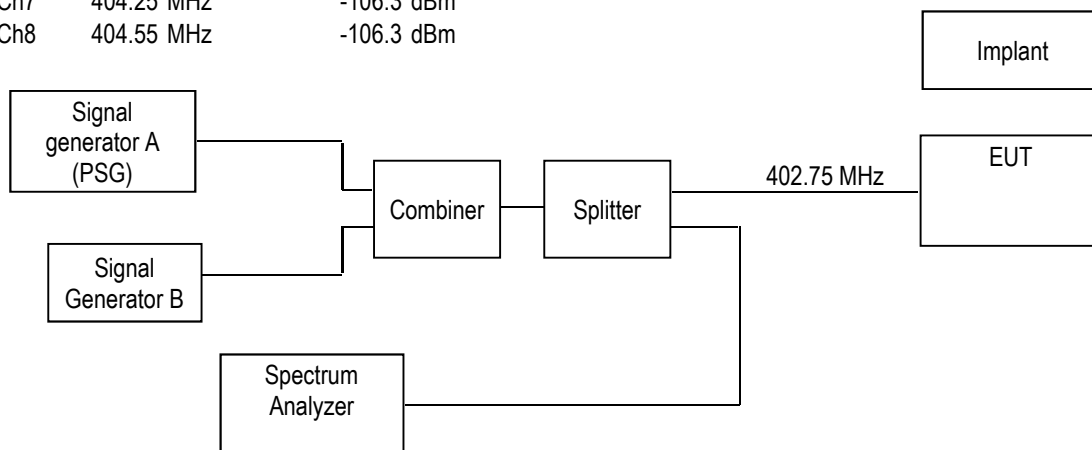 Ch7 404.25 MHz -106.3 dBm
Ch8 404.55 MHz -106.3 dBm
Implant
Signal
generator A
(PSG)
EUT
402.75 MHz
Combiner
Splitter
Signal
Generator B
Spectrum
Analyzer